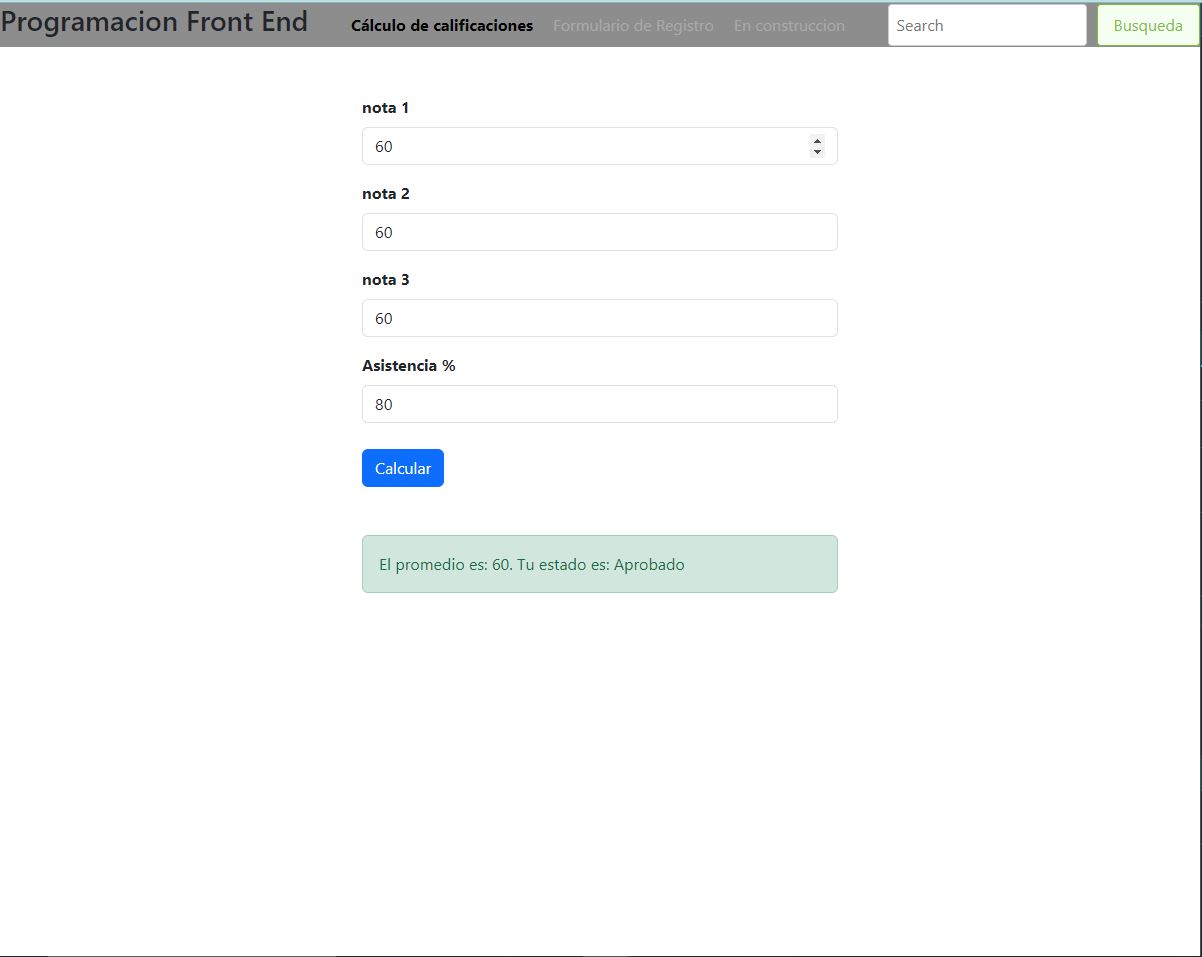 Programacion Front End Cálculo de calificaciones Formulario de Registro En construccion Search Busqueda
nota 1
60
nota 2
60
nota 3
60
Asistencia %
80
Calcular
El promedio es: 60. Tu estado es: Aprobado